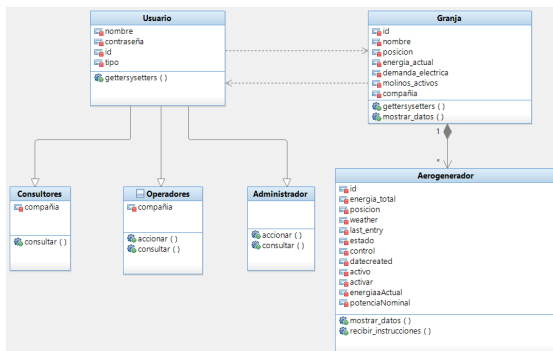 Usuario
nombre
contraseña
id
tipo
gettersysetters ( )
Granja
id
nombre
posicion
energia_actual
demanda_electrica
molinos_activos
compañia
gettersysetters ( )
mostrar_datos ( )
1
*
Consultores
compañia
consultar ( )
Operadores
compañia
accionar ( )
consultar ( )
Administrador
accionar ( )
consultar ( )
Aerogenerador
id
energia_total
posicion
weather
last_entry
estado
control
datecreated
activo
activar
energiaaActual
potenciaNominal
mostrar_datos ( )
recibir_instrucciones ( )